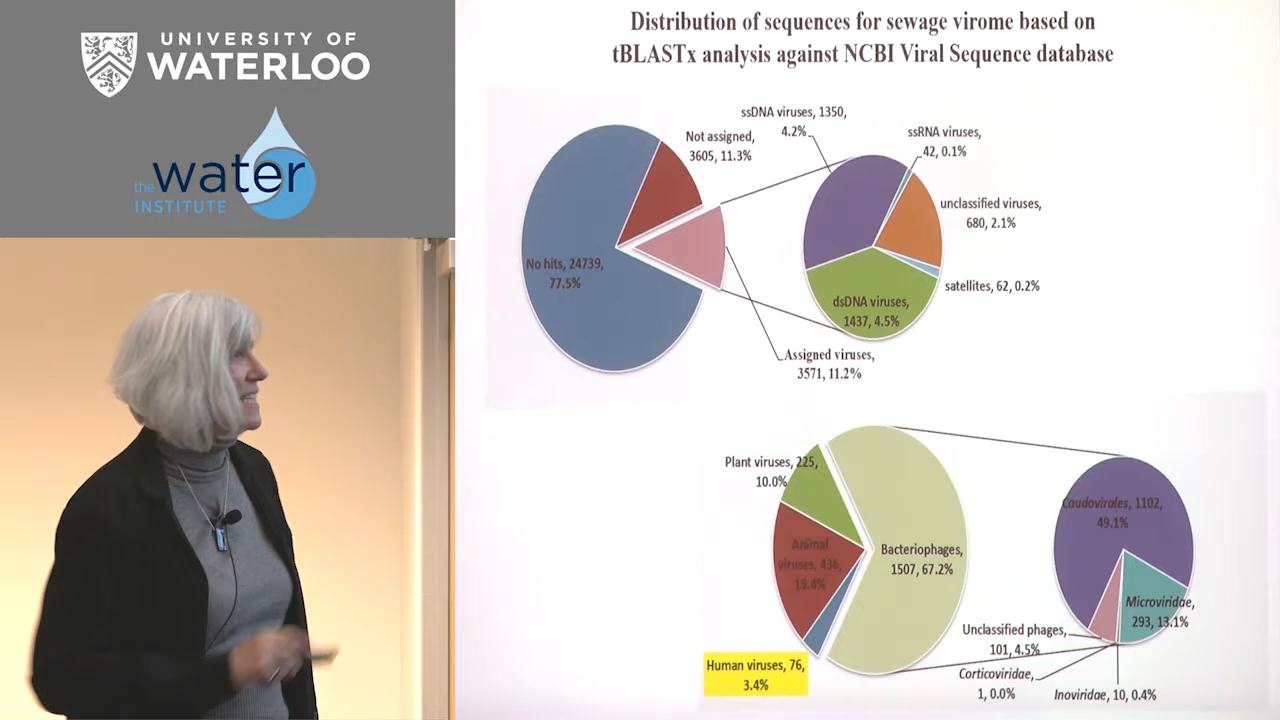 UNIVERSITY OF
WATERLOO
the water
INSTITUTE
Distribution of sequences for sewage virome based on
tBLASTx analysis against NCBI Viral Sequence database
ssDNA viruses, 1350,
4.2%
Not assigned,
3605, 11.3%
ssRNA viruses,
42, 0.1%
unclassified viruses,
680, 2.1%
No hits, 24739,
77.5%
satellites, 62, 0.2%
dsDNA viruses,
1437, 4.5%
Assigned viruses,
3571, 11.2%
Plant viruses, 225,
10.0%
Caudovirales, 1102,
49.1%
Animal
viruses, 436,
19.4%
Bacteriophages,
1507, 67.2%
Microviridae,
293, 13.1%
Unclassified phages,
101, 4.5%
Human viruses, 76,
3.4%
Corticoviridae,
1, 0.0%
Inoviridae, 10, 0.4%